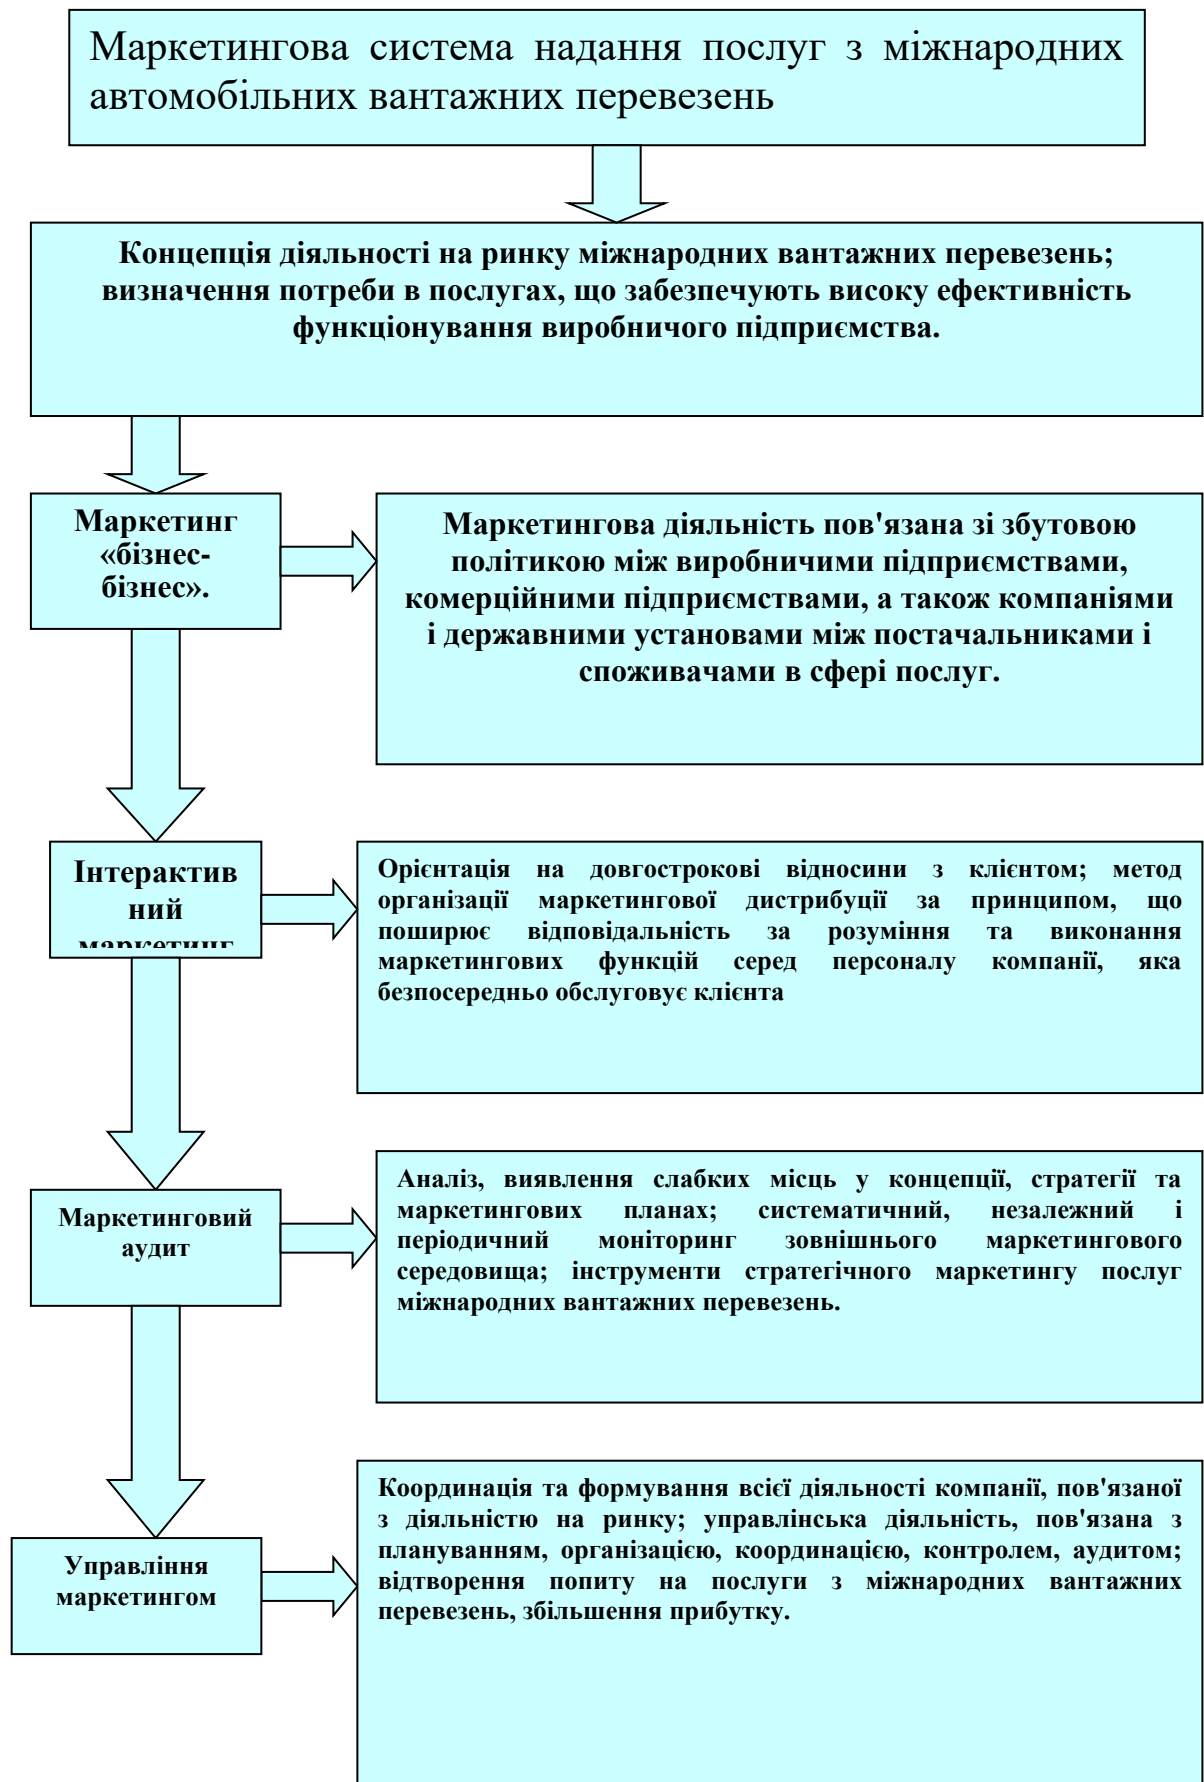 Маркетингова система надання послуг з міжнародних
автомобільних вантажних перевезень
Концепція діяльності на ринку міжнародних вантажних перевезень;
визначення потреби в послугах, що забезпечують високу ефективність
функціонування виробничого підприємства.
Маркетинг
«бізнес-
бізнес».
Маркетингова діяльність пов'язана зі збутовою
політикою між виробничими підприємствами,
комерційними підприємствами, а також компаніями
і державними установами між постачальниками і
споживачами в сфері послуг.
Інтерактив
ний
маркетинг
Орієнтація на довгострокові відносини з клієнтом; метод
організації маркетингової дистрибуції за принципом, що
поширює відповідальність за розуміння та виконання
маркетингових функцій серед персоналу компанії, яка
безпосередньо обслуговує клієнта
Маркетинговий
аудит
Аналіз, виявлення слабких місць у концепції, стратегії та
маркетингових планах; систематичний, незалежний і
періодичний моніторинг зовнішнього маркетингового
середовища; інструменти стратегічного маркетингу послуг
міжнародних вантажних перевезень.
Управління
маркетингом
Координація та формування всієї діяльності компанії, пов'язаної
з діяльністю на ринку; управлінська діяльність, пов'язана з
плануванням, організацією, координацією, контролем, аудитом;
відтворення попиту на послуги з міжнародних вантажних
перевезень, збільшення прибутку.